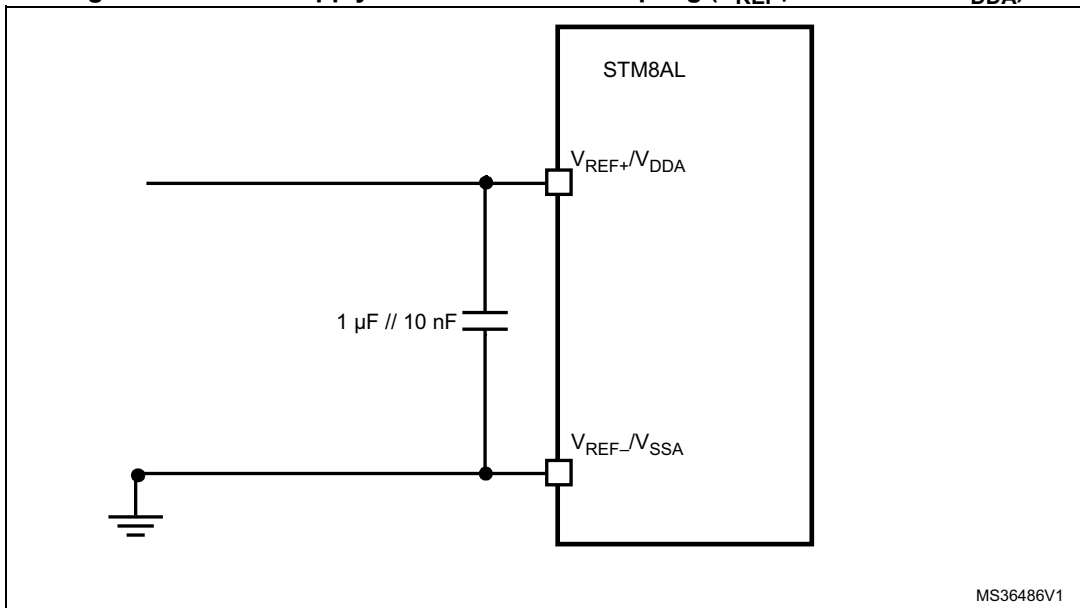 STM8AL
VREF+/VDDA
1 µF // 10 nF
VREF–/VSSA
MS36486V1